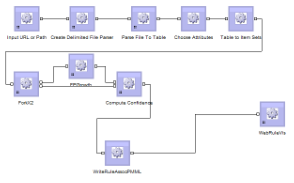 Input URL or Path
Create Delimited File Parser
Parse File To Table
Choose Attributes
Table to Item Sets
ForkX2
FPGrowth
Compute Confidence
WebRuleVis
WriteRuleAssocPMML